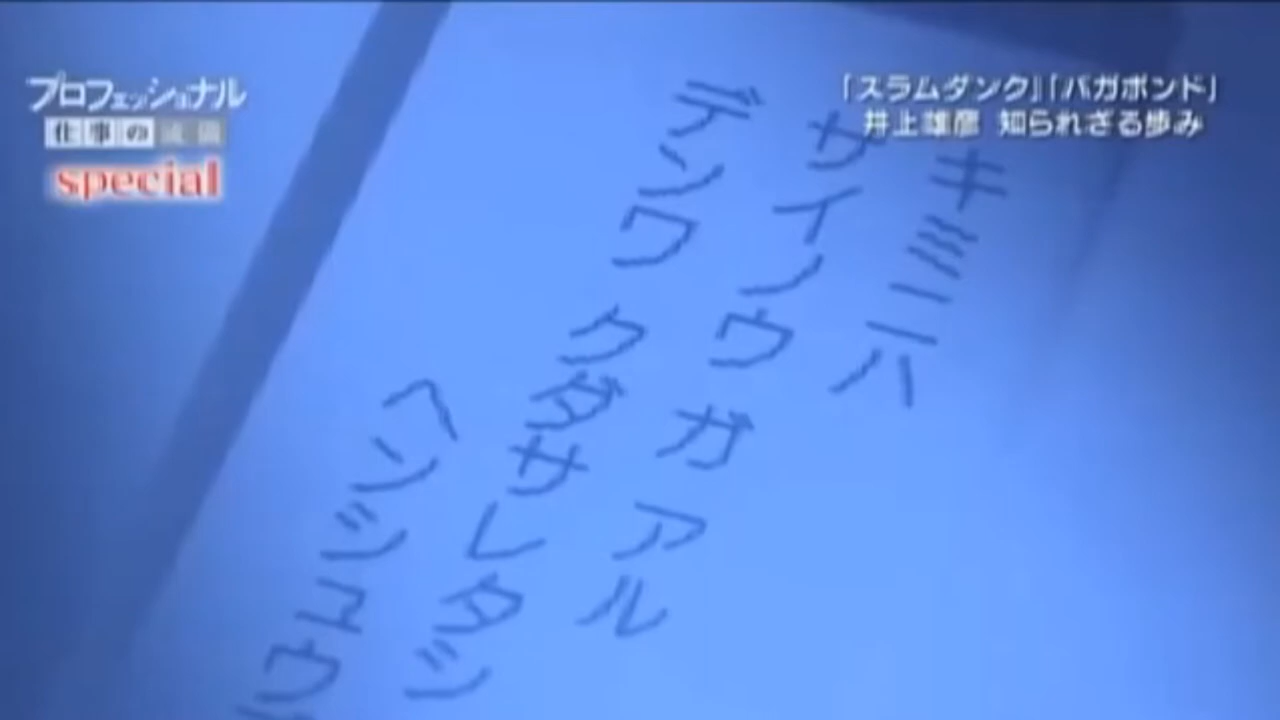 プロフェッショナル
仕事の流儀
special
「スラムダンク」「バガボンド」
井上雄彦 知られざる歩み
キミニハ
サイノウガアル
デンワクダサレタシ
ヘンシュウ